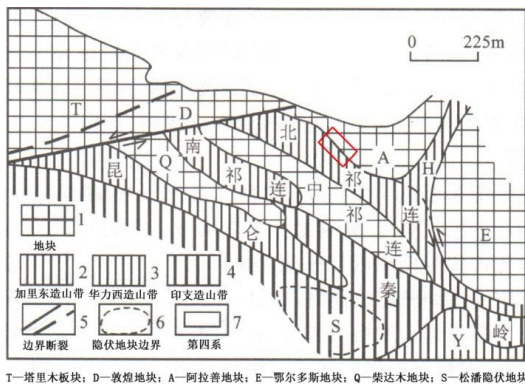 0 225m
T
D
北
A
南
昆
Q
祁
H
连
中
祁
连
祁
仑
E
连
1
地块
秦
2
3
4
加里东造山带
华力西造山带
印支造山带
S
5
6
7
边界断裂
隐伏地块边界
第四系
Y
岭
T—塔里木板块；D—敦煌地块；A—阿拉善地块；E—鄂尔多斯地块；Q—柴达木地块；S—松潘隐伏地块